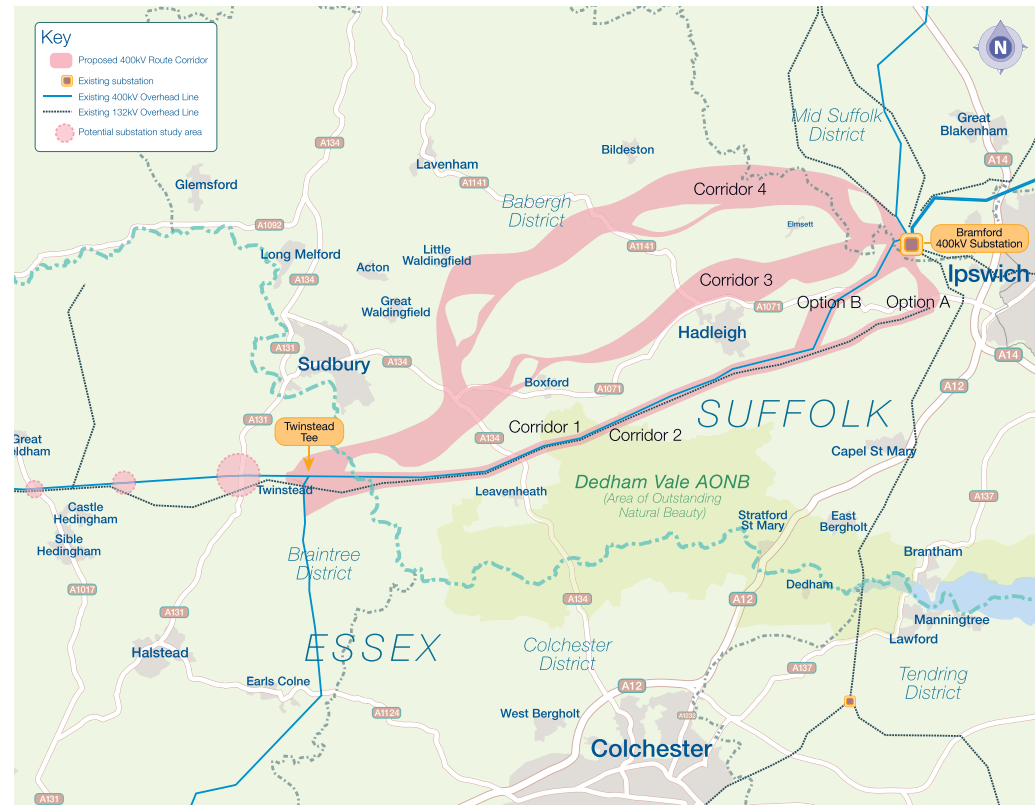 Key
Proposed 400kV Route Corridor
Existing substation
Existing 400kV Overhead Line
Existing 132kV Overhead Line
Potential substation study area
N
Mid Suffolk
District
Great
Blakenham
A14
A134
Bildeston
Lavenham
A1141
Glemsford
Corridor 4
Babergh
District
A1092
Elmsett
Bramford
400kV Substation
A1141
Long Melford
Little
Waldingfield
Acton
A134
Ipswich
Corridor 3
Great
Waldingfield
A1071
Option B
Option A
Hadleigh
A131
Sudbury
A134
A14
Boxford
A1071
A12
SUFFOLK
A131
Twinstead
Tee
Corridor 1
Corridor 2
A134
Great
eldham
Capel St Mary
Twinstead
Leavenheath
Dedham Vale AONB
(Area of Outstanding
Natural Beauty)
A137
Castle
Hedingham
Stratford
St Mary
East
Bergholt
Sible
Hedingham
Braintree
District
Brantham
A1017
Dedham
A134
A12
A131
Manningtree
Lawford
ESSEX
Halstead
Colchester
District
A137
Tendring
District
Earls Colne
A12
A1124
West Bergholt
A1232
Colchester
A131